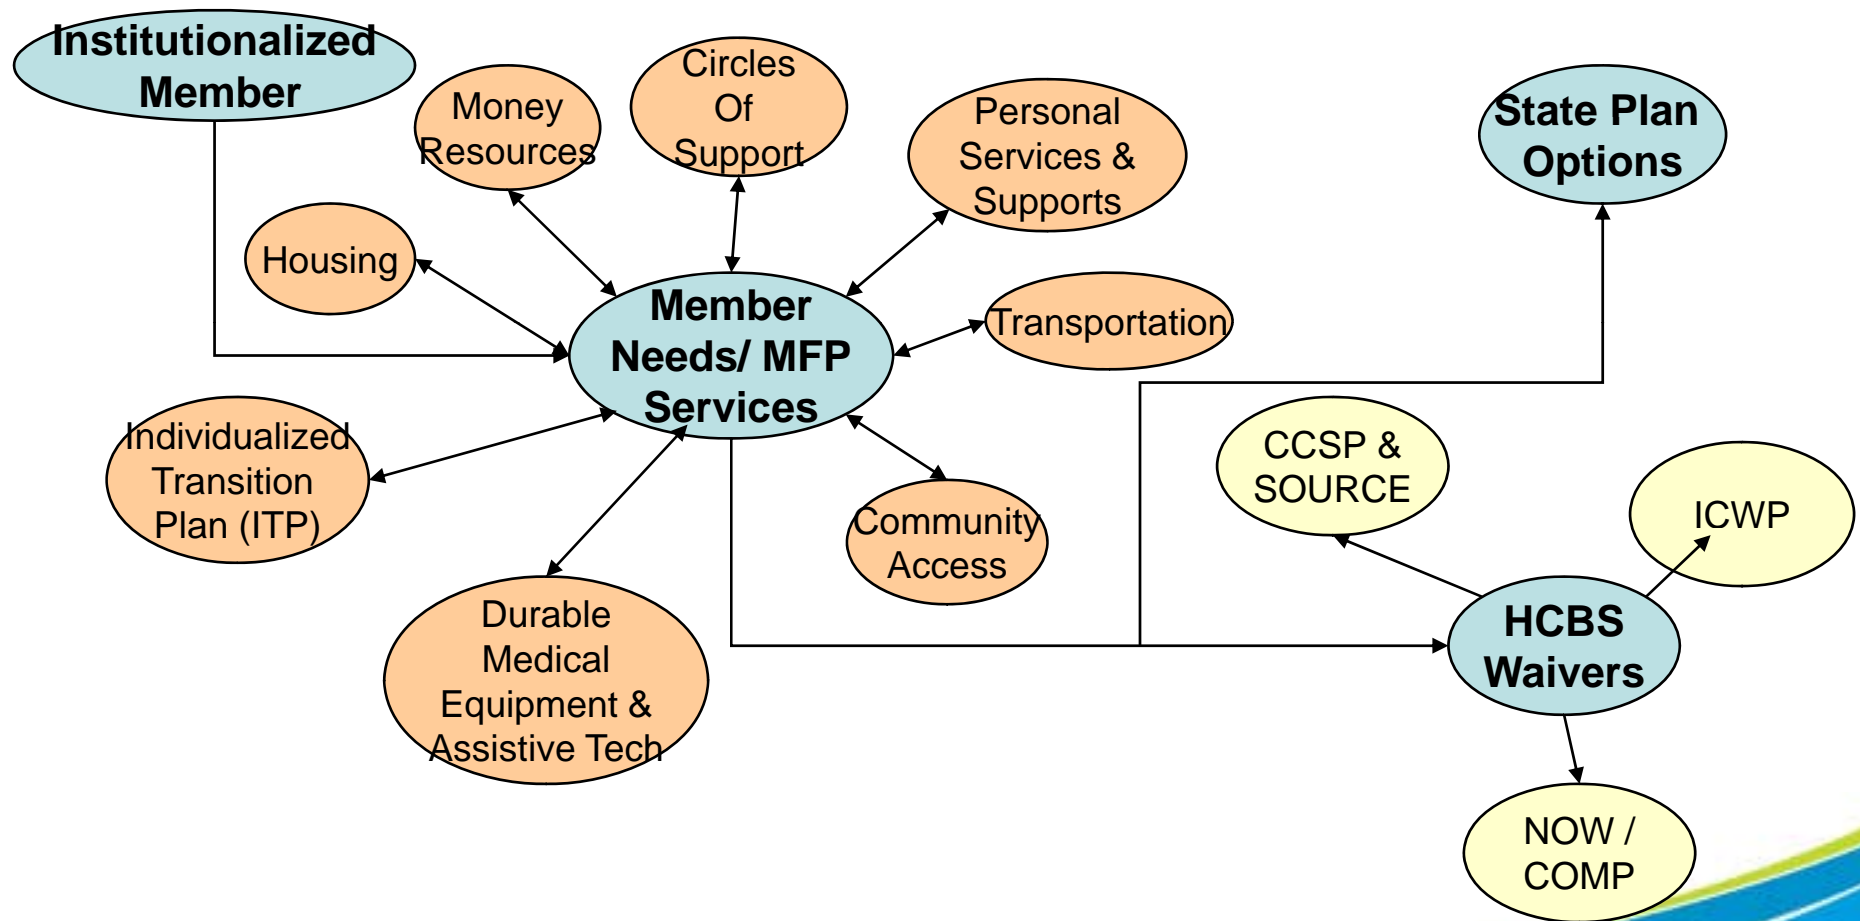 Institutionalized
Member
Money
Resources
Circles
Of
Support
Personal
Services &
Supports
State Plan
Options
Housing
Member
Needs/ MFP
Services
Transportation
Individualized
Transition
Plan (ITP)
CCSP &
SOURCE
ICWP
Community
Access
Durable
Medical
Equipment &
Assistive Tech
HCBS
Waivers
NOW /
COMP